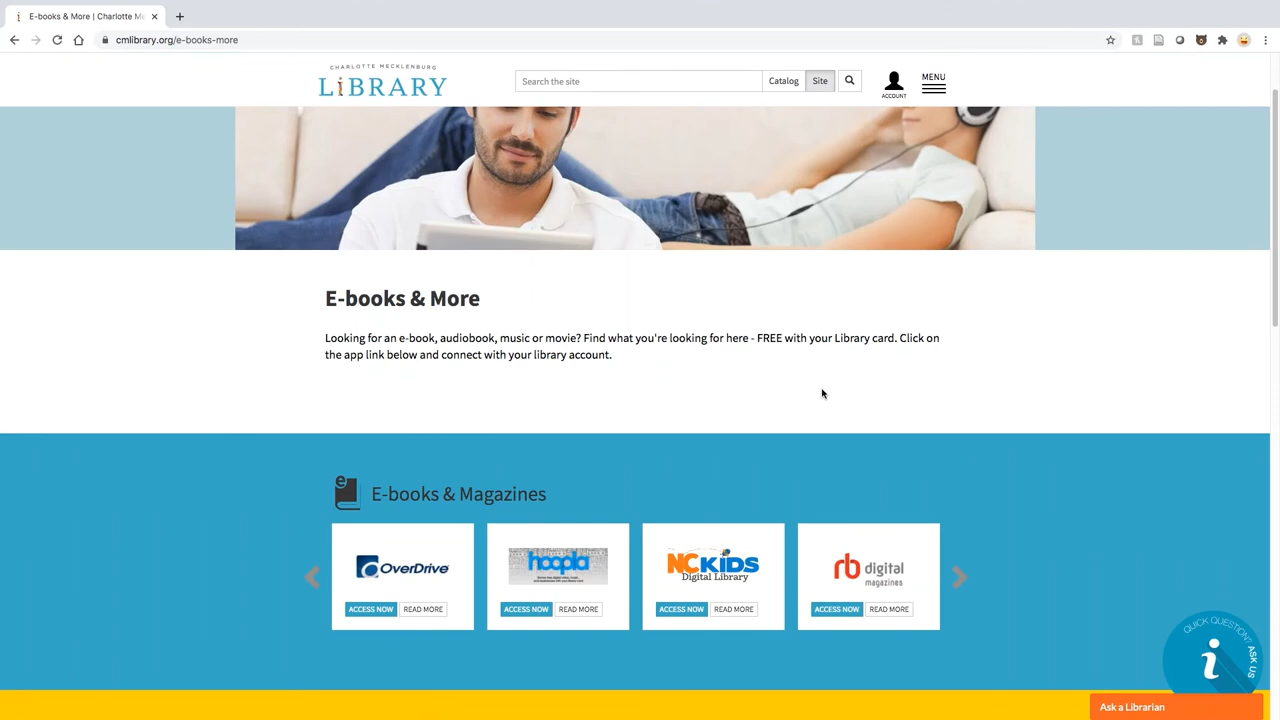 E-books & More | Charlotte Me
cmlibrary.org/e-books-more
CHARLOTTE MECKLENBURG
LiBRARY
Search the site
Catalog
Site
ACCOUNT
MENU
E-books & More
Looking for an e-book, audiobook, music or movie? Find what you're looking for here - FREE with your Library card. Click on
the app link below and connect with your library account.
e
E-books & Magazines
OverDrive
ACCESS NOW READ MORE
hoopla
ACCESS NOW READ MORE
NCKIDS
Digital Library
ACCESS NOW READ MORE
rb digital
magazines
ACCESS NOW READ MORE
QUICK QUESTION? ASK US
i
Ask a Librarian